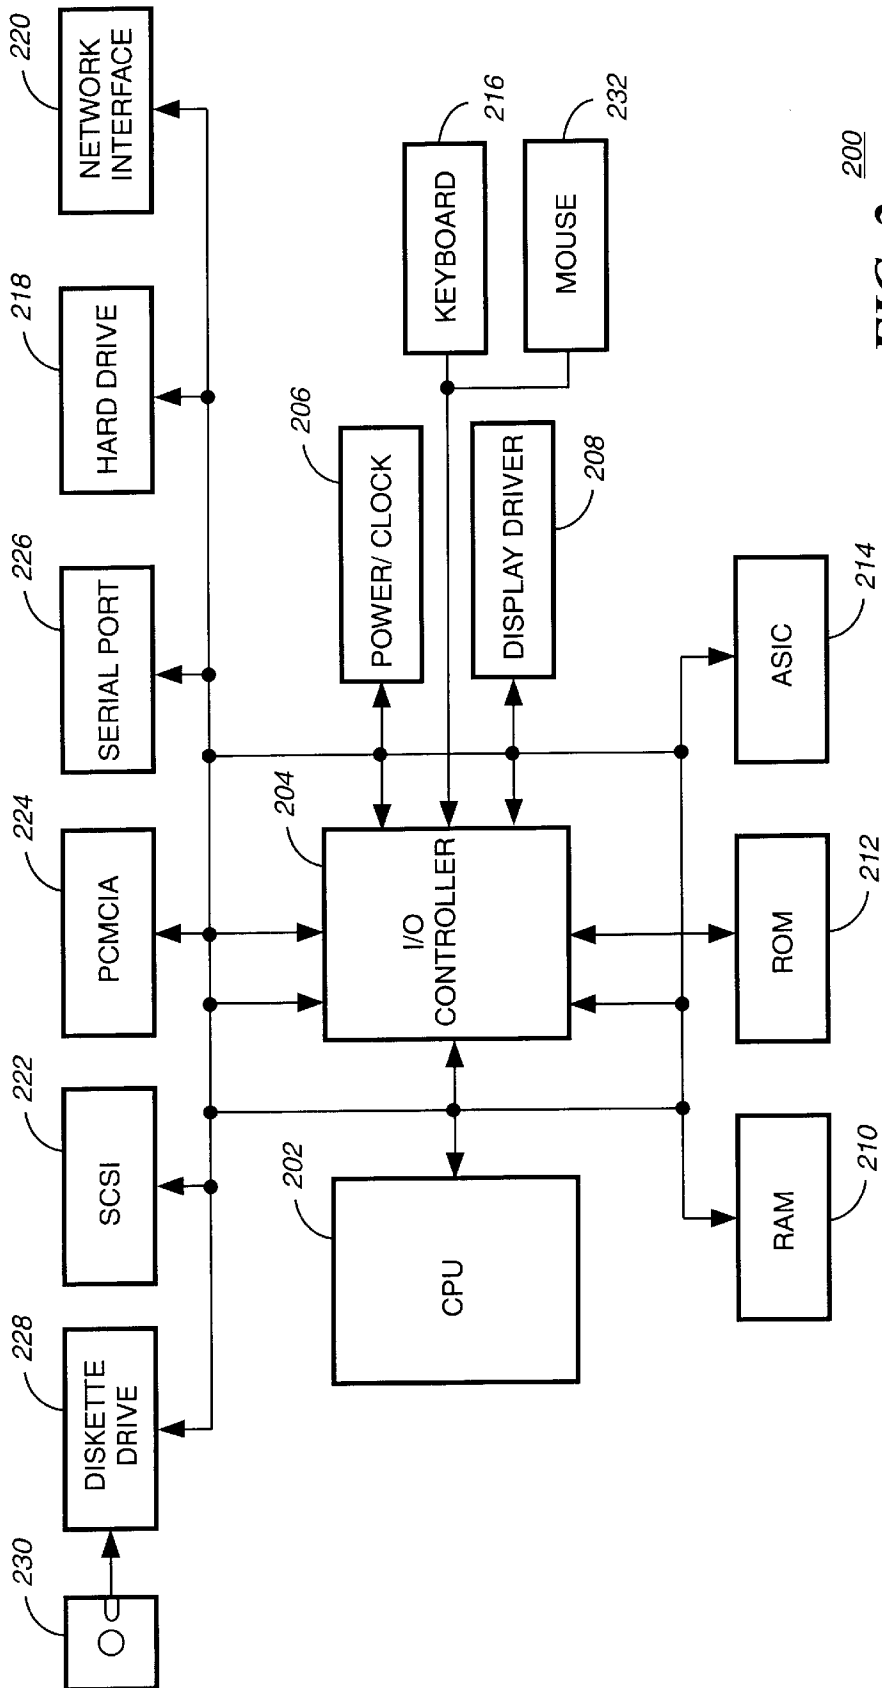 230
228
222
224
226
218
220
DISKETTE
DRIVE
SCSI
PCMCIA
SERIAL PORT
HARD DRIVE
NETWORK
INTERFACE
202
CPU
204
I/O
CONTROLLER
206
POWER/ CLOCK
216
KEYBOARD
208
DISPLAY DRIVER
232
MOUSE
RAM
210
ROM
212
ASIC
214
200
FIG.